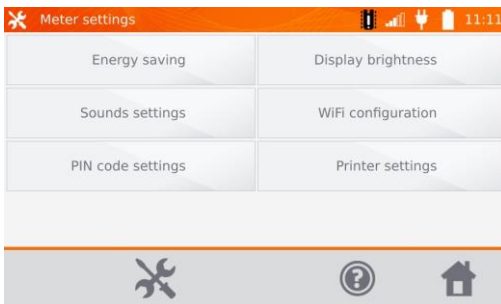 Meter settings 11:11
Energy saving Display brightness
Sounds settings WiFi configuration
PIN code settings Printer settings